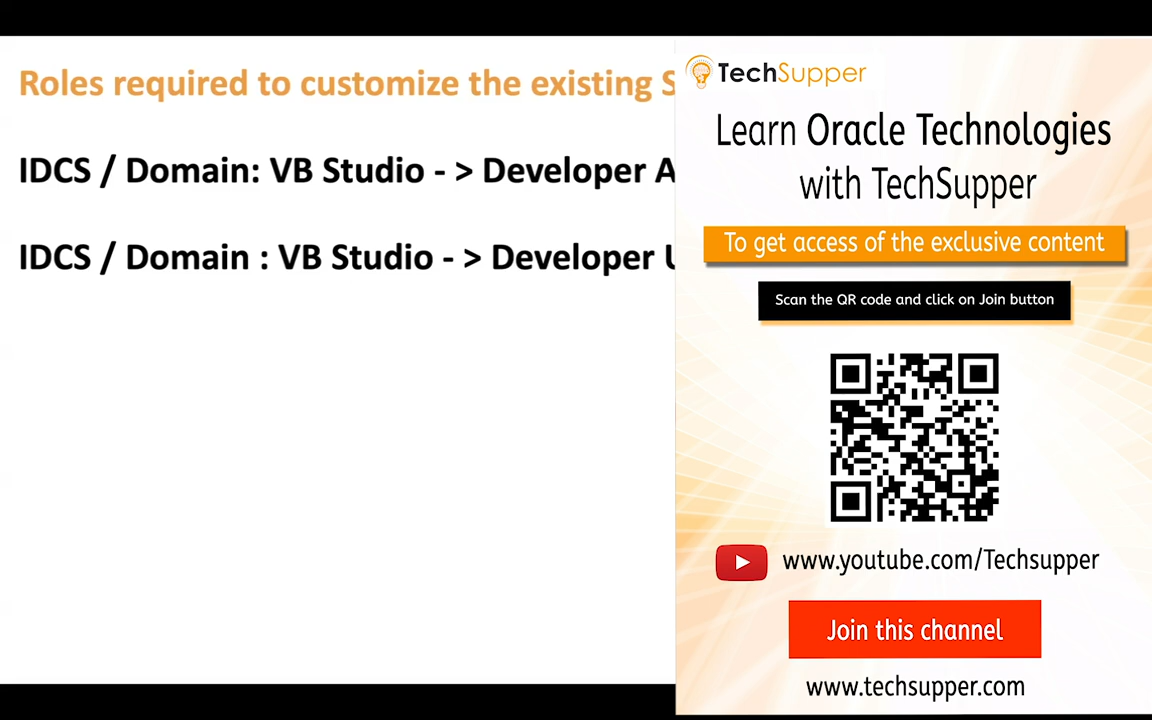 Roles required to customize the existing
IDCS / Domain: VB Studio - > Developer
IDCS / Domain : VB Studio - > Developer
TechSupper
Learn Oracle Technologies
with TechSupper
To get access of the exclusive content
Scan the QR code and click on Join button
www.youtube.com/Techsupper
Join this channel
www.techsupper.com